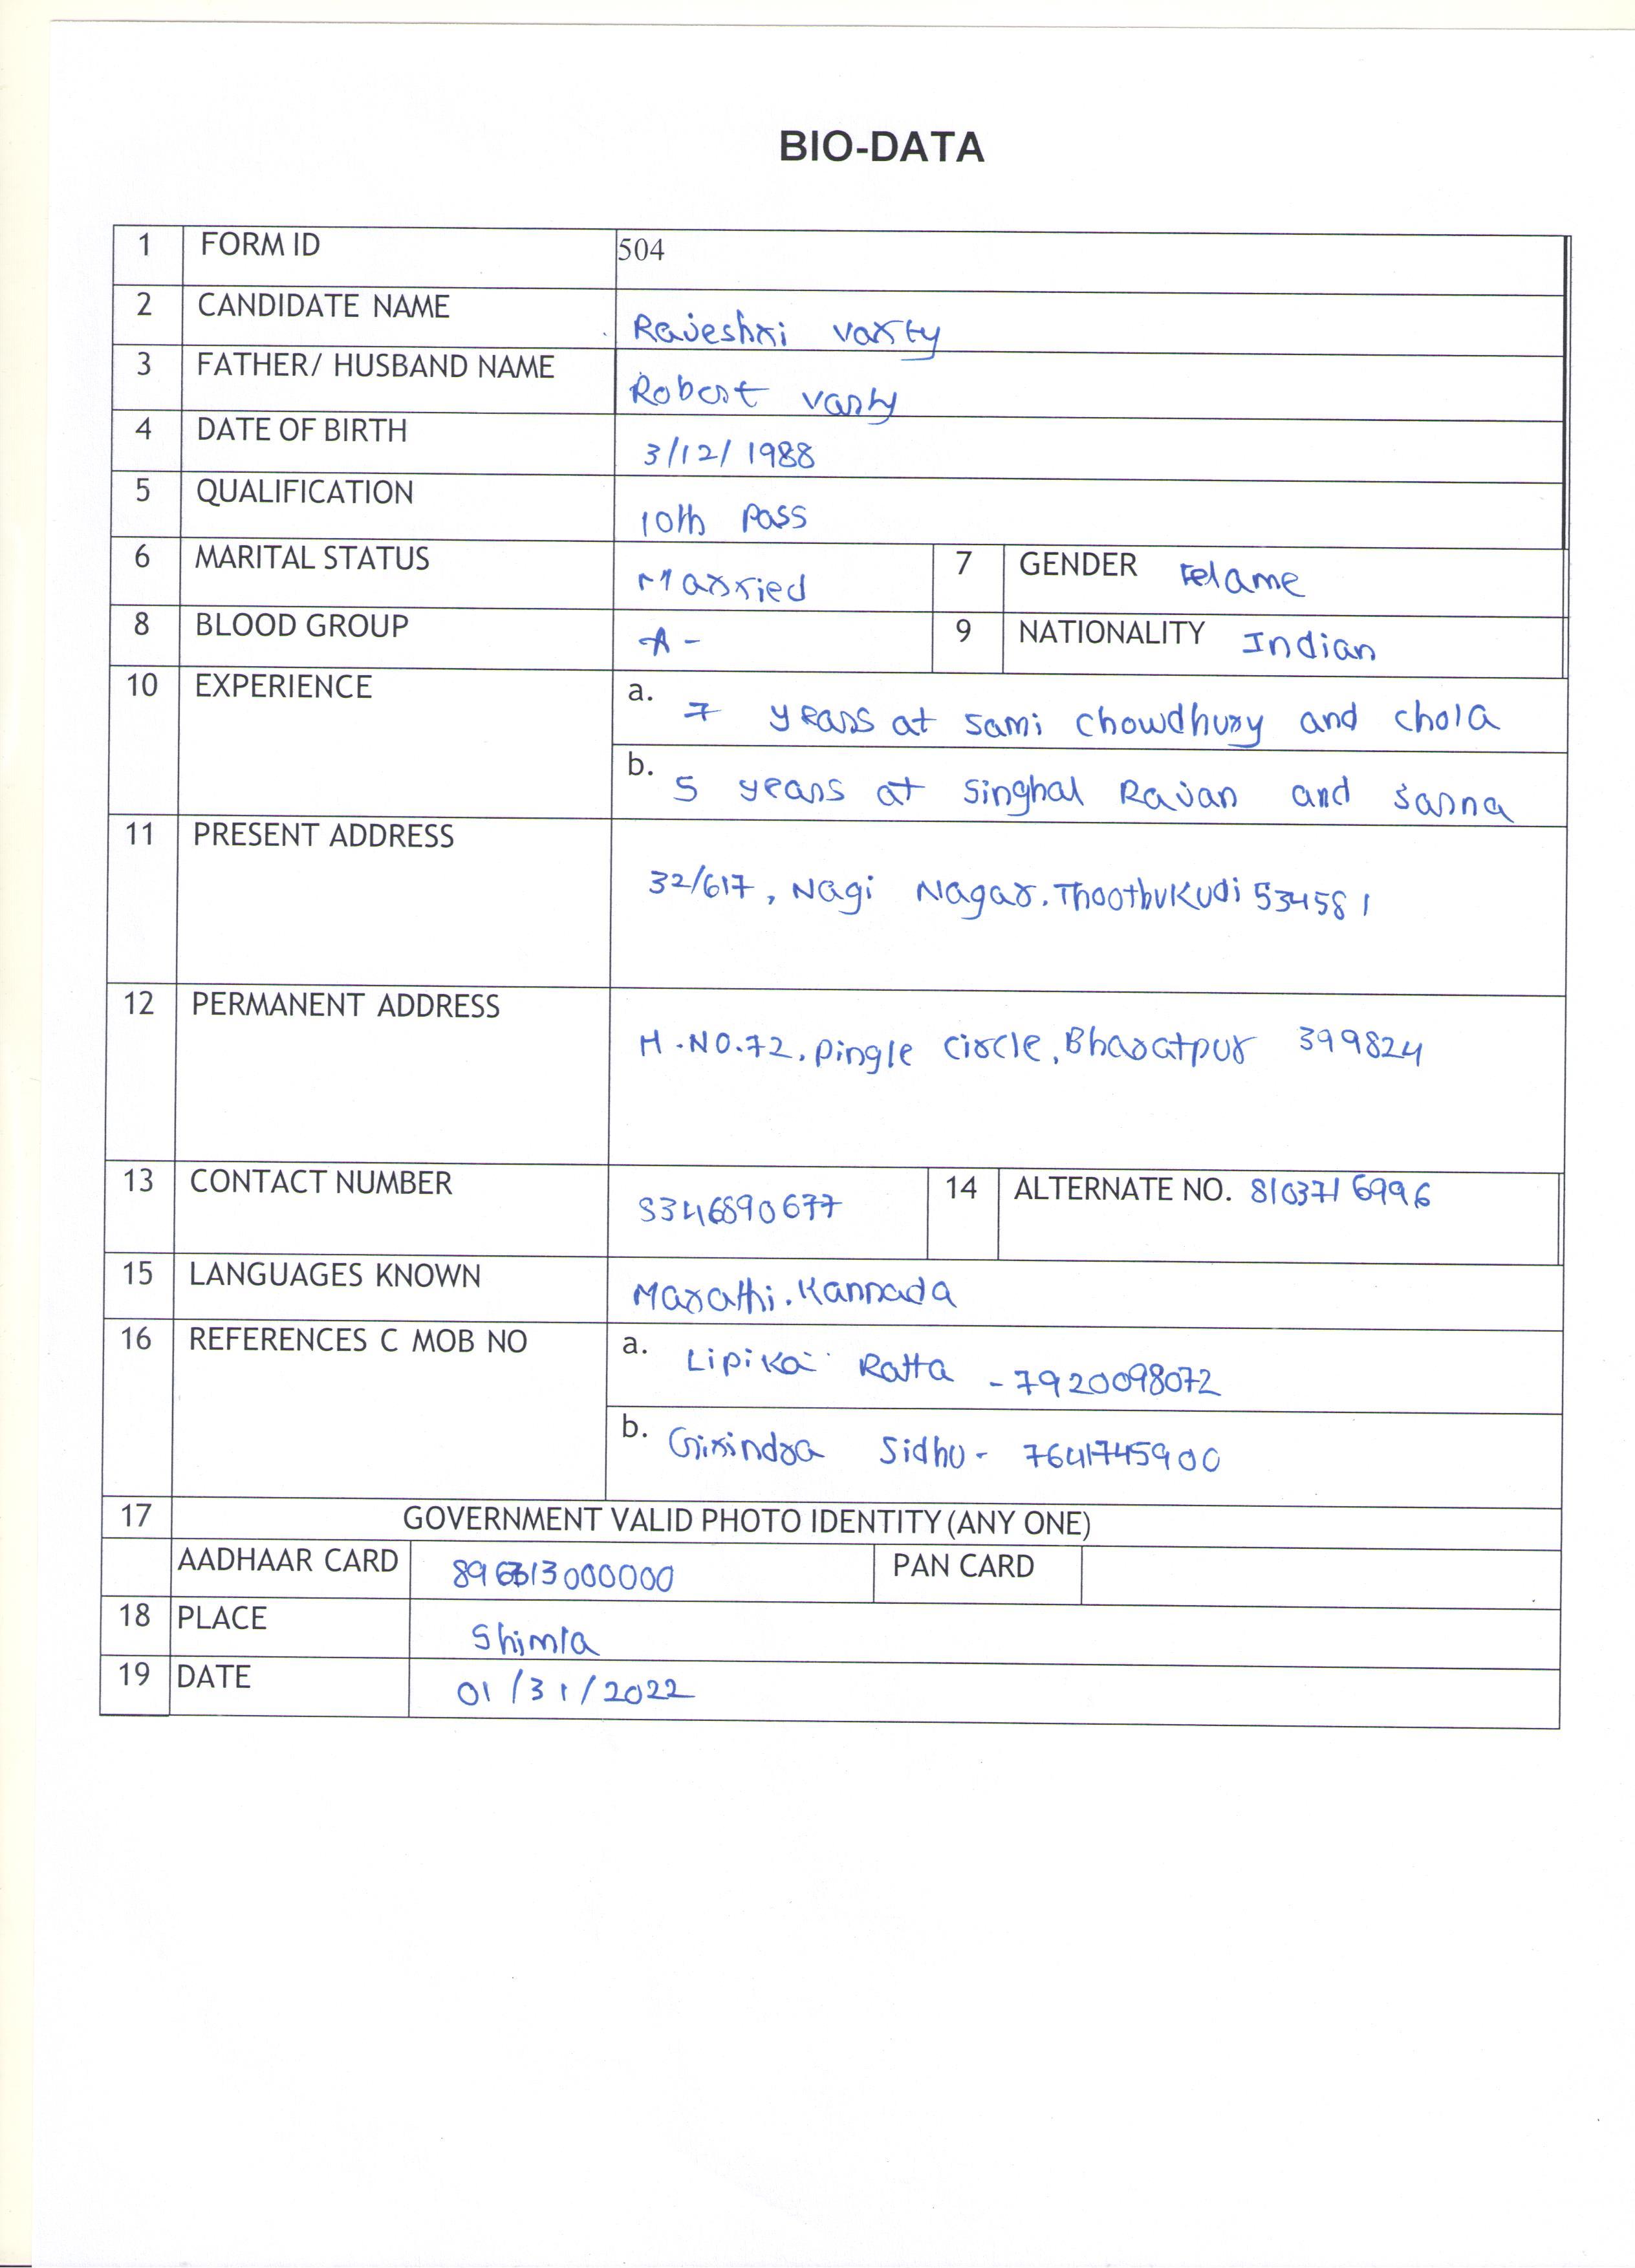 BIO-DATA
1 FORM ID 504
2 CANDIDATE NAME Rajeshri varty
3 FATHER/ HUSBAND NAME Robert varty
4 DATE OF BIRTH 3/12/1988
5 QUALIFICATION 10th pass
6 MARITAL STATUS Married 7 GENDER Felame
8 BLOOD GROUP A- 9 NATIONALITY Indian
10 EXPERIENCE a. 7 years at Sami chowdhury and chola
b. 5 years at Singhal Rajan and Sarna
11 PRESENT ADDRESS 32/617, Nagi Nagar. Thoothukudi 534581
12 PERMANENT ADDRESS H.NO.72, pingle circle, Bharatpur 399824
13 CONTACT NUMBER 14 ALTERNATE NO. 8103716996
15 LANGUAGES KNOWN Marathi. Kannada
16 REFERENCES C MOB NO a. Lipika Ratta - 7920098072
b. Girindra Sidhu - 7641745900
17 GOVERNMENT VALID PHOTO IDENTITY (ANY ONE)
AADHAAR CARD PAN CARD
18 PLACE Shimla
19 DATE 01/31/2022